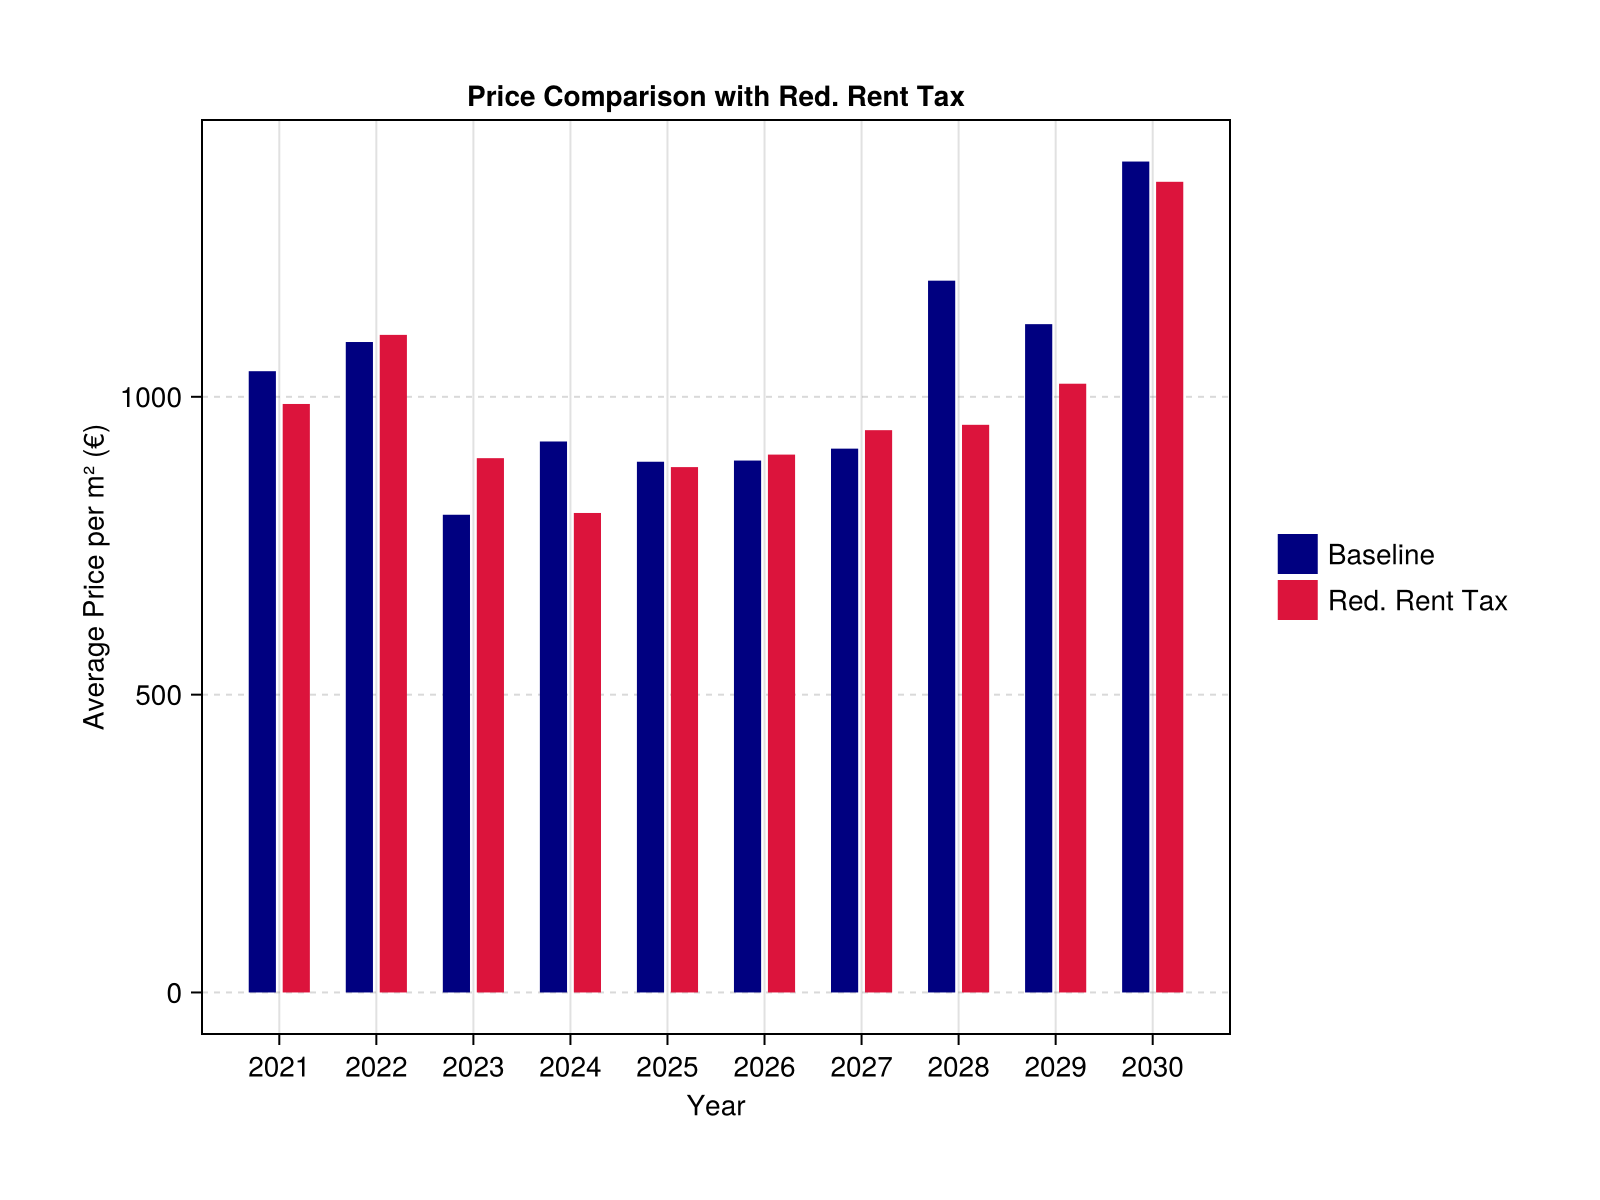 Price Comparison with Red. Rent Tax
Average Price per m² (€)
1000
500
0
2021 2022 2023 2024 2025 2026 2027 2028 2029 2030
Year
Baseline
Red. Rent Tax